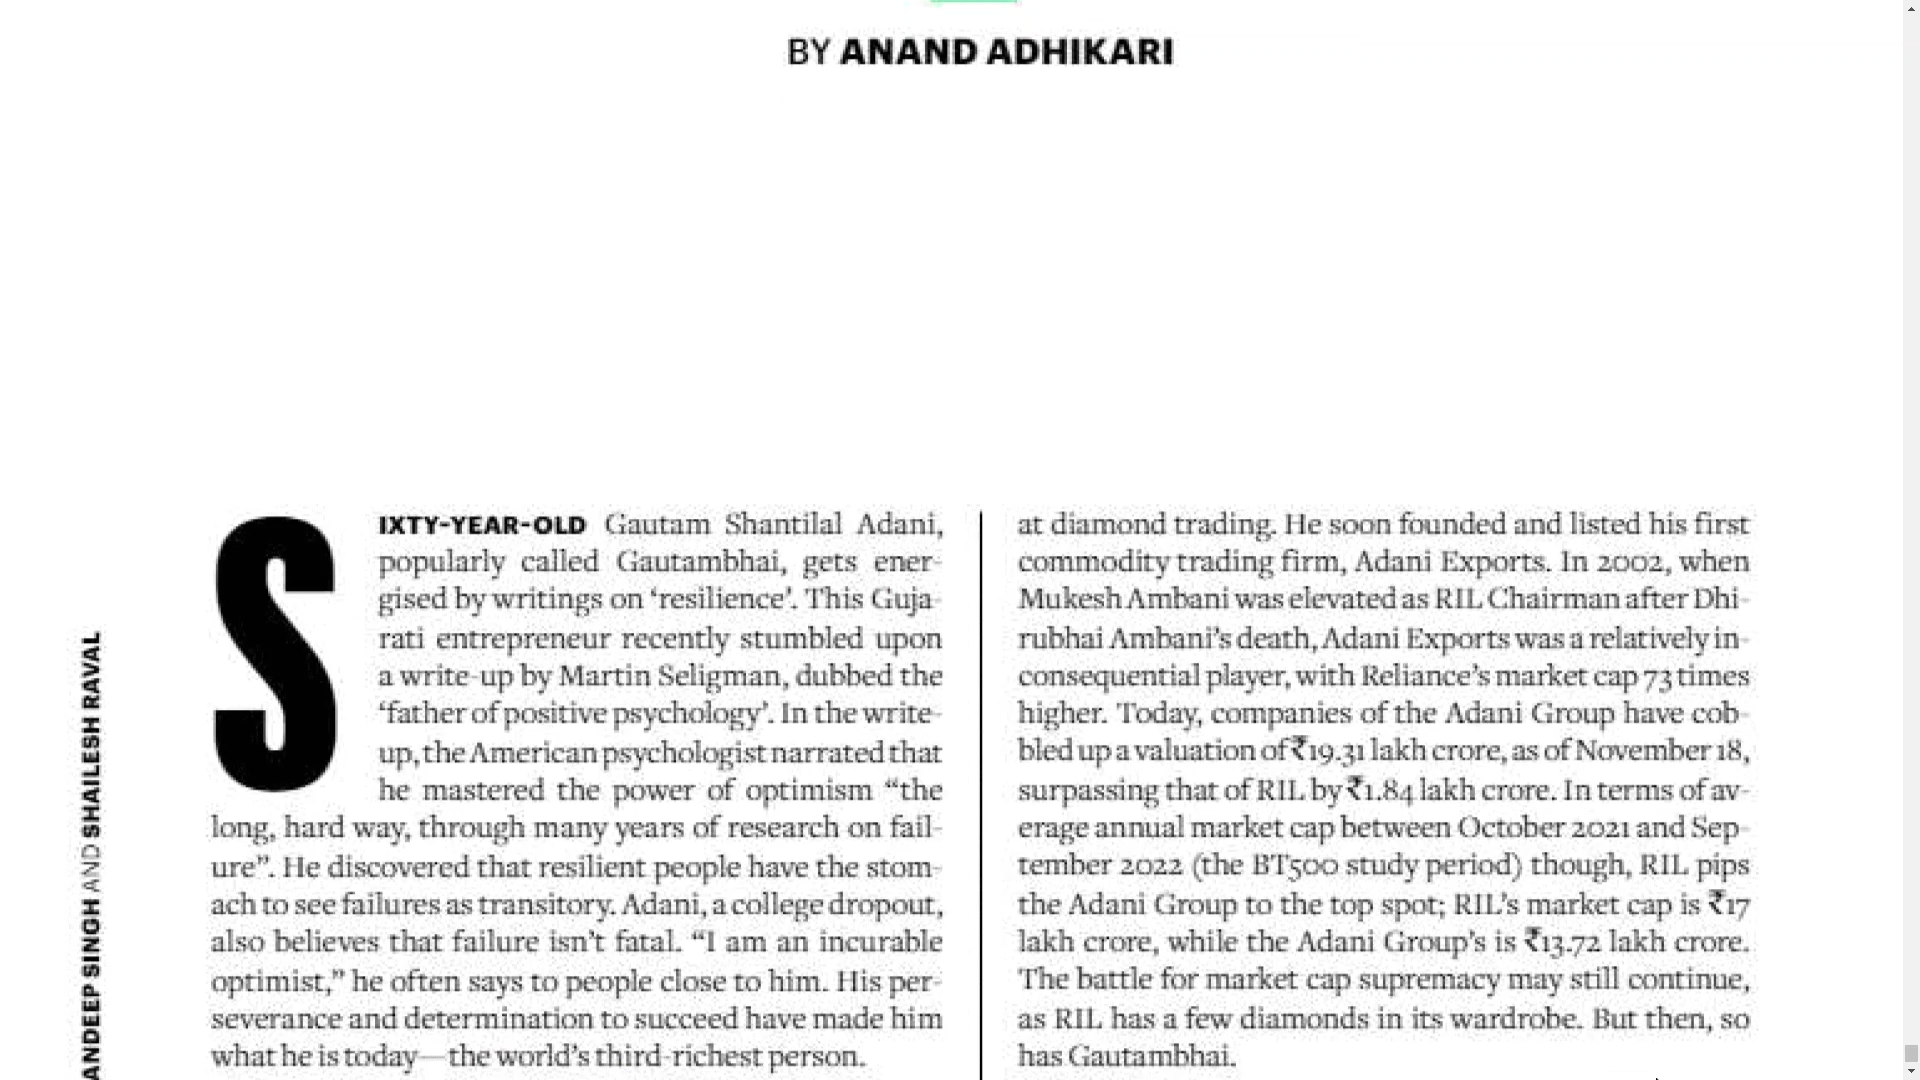 BY ANAND ADHIKARI
SIXTY-YEAR-OLD Gautam Shantilal Adani,
popularly called Gautambhai, gets ener-
gised by writings on ‘resilience’. This Guja-
rati entrepreneur recently stumbled upon
a write-up by Martin Seligman, dubbed the
‘father of positive psychology’. In the write-
up, the American psychologist narrated that
he mastered the power of optimism “the
long, hard way, through many years of research on fail-
ure”. He discovered that resilient people have the stom-
ach to see failures as transitory. Adani, a college dropout,
also believes that failure isn’t fatal. “I am an incurable
optimist,” he often says to people close to him. His per-
severance and determination to succeed have made him
what he is today—the world’s third-richest person.
at diamond trading. He soon founded and listed his first
commodity trading firm, Adani Exports. In 2002, when
Mukesh Ambani was elevated as RIL Chairman after Dhi-
rubhai Ambani’s death, Adani Exports was a relatively in-
consequential player, with Reliance’s market cap 73 times
higher. Today, companies of the Adani Group have cob-
bled up a valuation of ₹19.31 lakh crore, as of November 18,
surpassing that of RIL by ₹1.84 lakh crore. In terms of av-
erage annual market cap between October 2021 and Sep-
tember 2022 (the BT500 study period) though, RIL pips
the Adani Group to the top spot; RIL’s market cap is ₹17
lakh crore, while the Adani Group’s is ₹13.72 lakh crore.
The battle for market cap supremacy may still continue,
as RIL has a few diamonds in its wardrobe. But then, so
has Gautambhai.
ANDEEP SINGH AND SHAILESH RAVAL